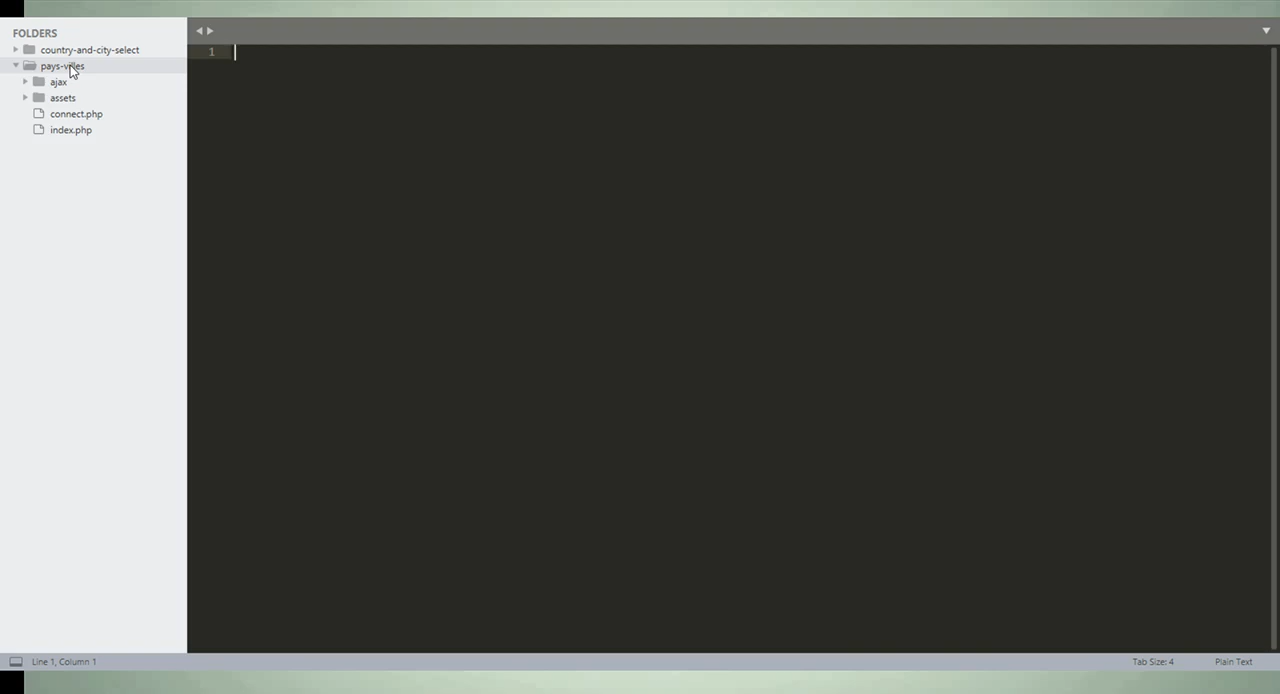 FOLDERS
country-and-city-select
pays-villes
ajax
assets
connect.php
index.php
1
Line 1, Column 1
Tab Size: 4
Plain Text